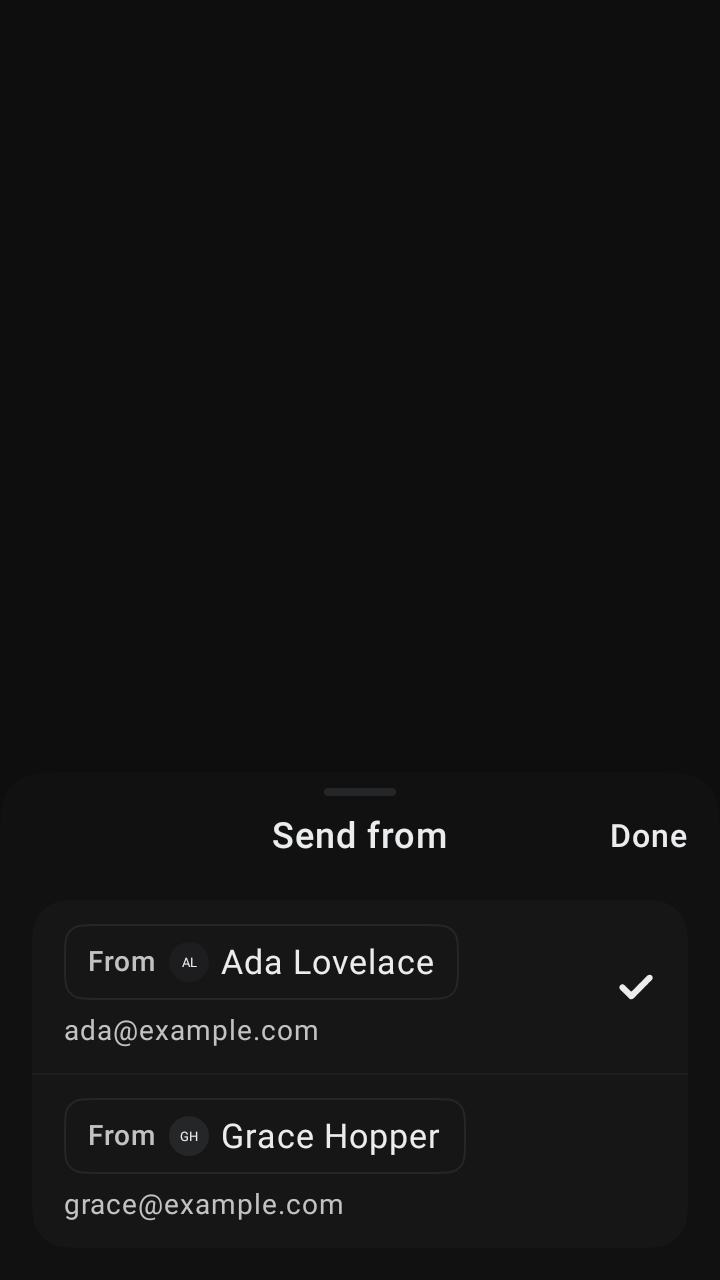 Send from
Done
From AL Ada Lovelace
ada@example.com
From GH Grace Hopper
grace@example.com